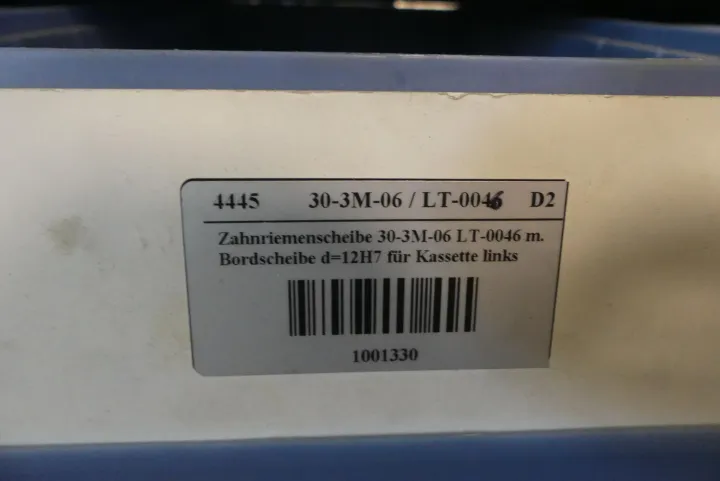 4445 30-3M-06 / LT-0046 D2
Zahnriemenscheibe 30-3M-06 LT-0046 m.
Bordscheibe d=12H7 für Kassette links
1001330